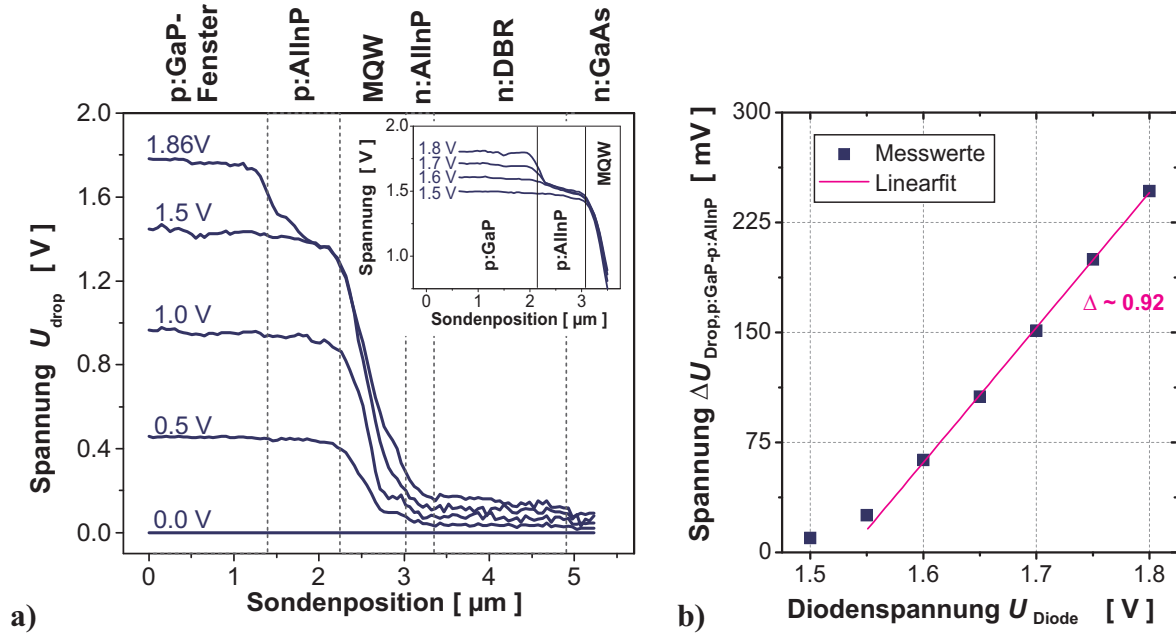 p:GaP-
Fenster
p:AlInP
MQW
n:AlInP
n:DBR
n:GaAs
2.0
1.6
1.2
0.8
0.4
0.0
Spannung U_drop [ V ]
1.86V
1.5 V
1.0 V
0.5 V
0.0 V
0 1 2 3 4 5
Sondenposition [ µm ]
2.0
1.5
1.0
Spannung [ V ]
1.8 V
1.7 V
1.6 V
1.5 V
p:GaP
p:AlInP
MQW
0 1 2 3
Sondenposition [ µm ]
a)
300
225
150
75
0
Spannung ΔU_Drop,p:GaP-p:AlInP [ mV ]
Messwerte
Linearfit
Δ ~ 0.92
1.5 1.6 1.7 1.8
Diodenspannung U_Diode [ V ]
b)